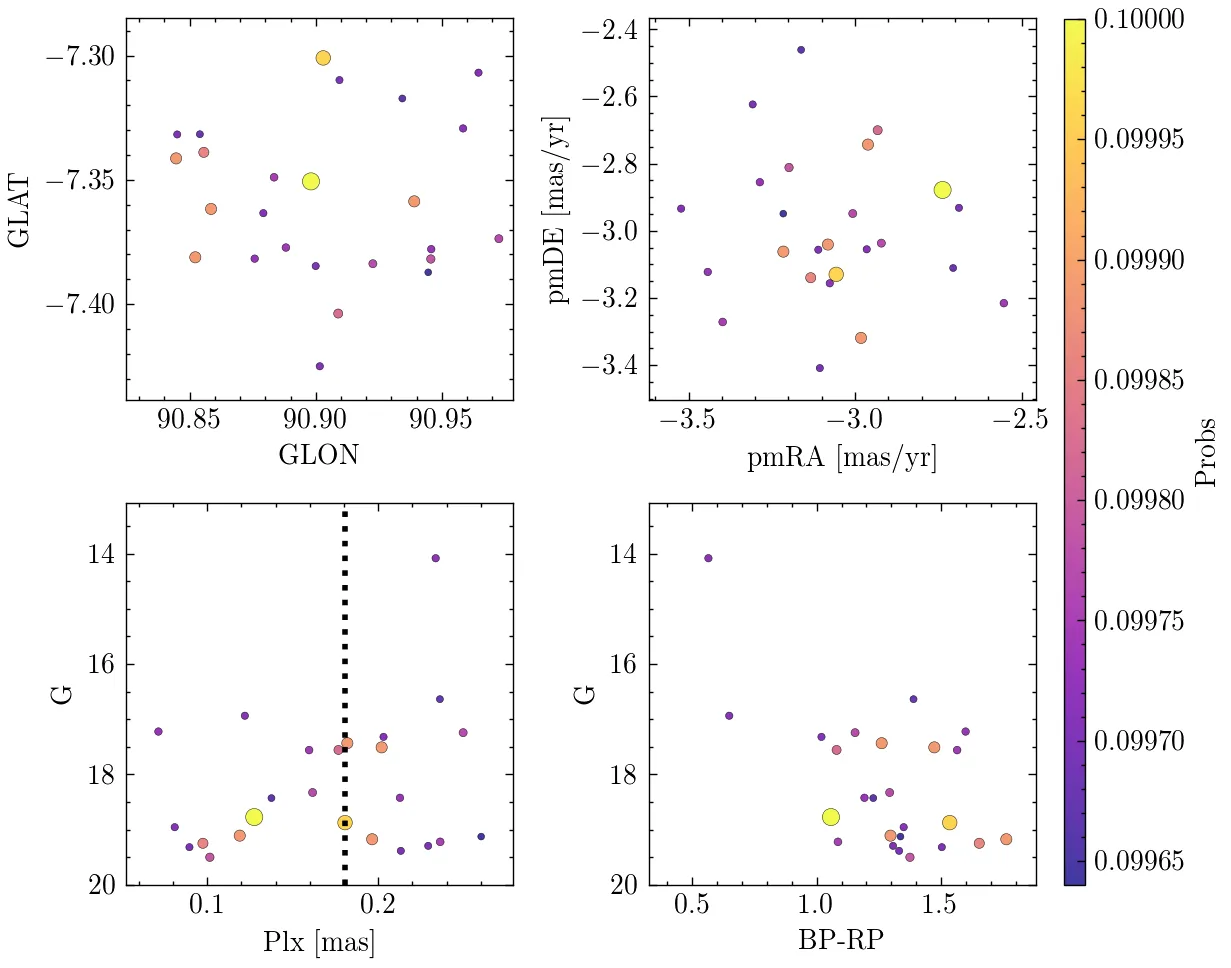 GLAT
−7.30
−7.35
−7.40
90.85 90.90 90.95
GLON
pmDE [mas/yr]
−2.4
−2.6
−2.8
−3.0
−3.2
−3.4
−3.5 −3.0 −2.5
pmRA [mas/yr]
G
14
16
18
20
0.1 0.2
Plx [mas]
G
14
16
18
20
0.5 1.0 1.5
BP-RP
0.10000
0.09995
0.09990
0.09985
0.09980
0.09975
0.09970
0.09965
Probs